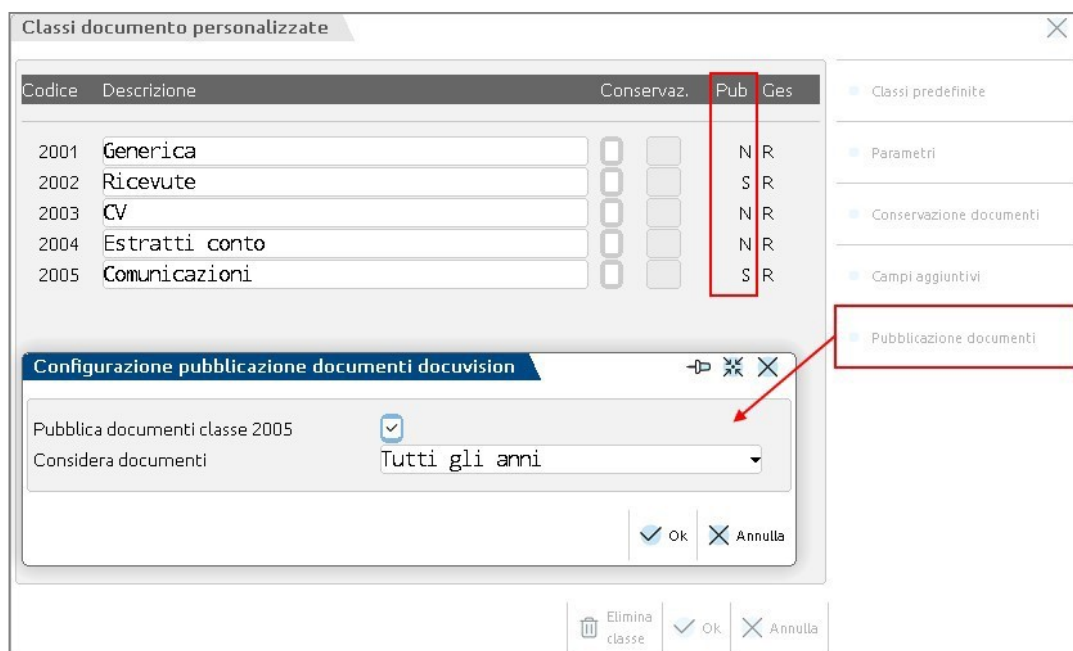 Classi documento personalizzate
Codice Descrizione Conservaz. Pub Ges
2001 Generica N R
2002 Ricevute S R
2003 CV N R
2004 Estratti conto N R
2005 Comunicazioni S R
Classi predefinite
Parametri
Conservazione documenti
Campi aggiuntivi
Pubblicazione documenti
Configurazione pubblicazione documenti docuvision
Pubblica documenti classe 2005
Considera documenti Tutti gli anni
Ok Annulla
Elimina classe Ok Annulla